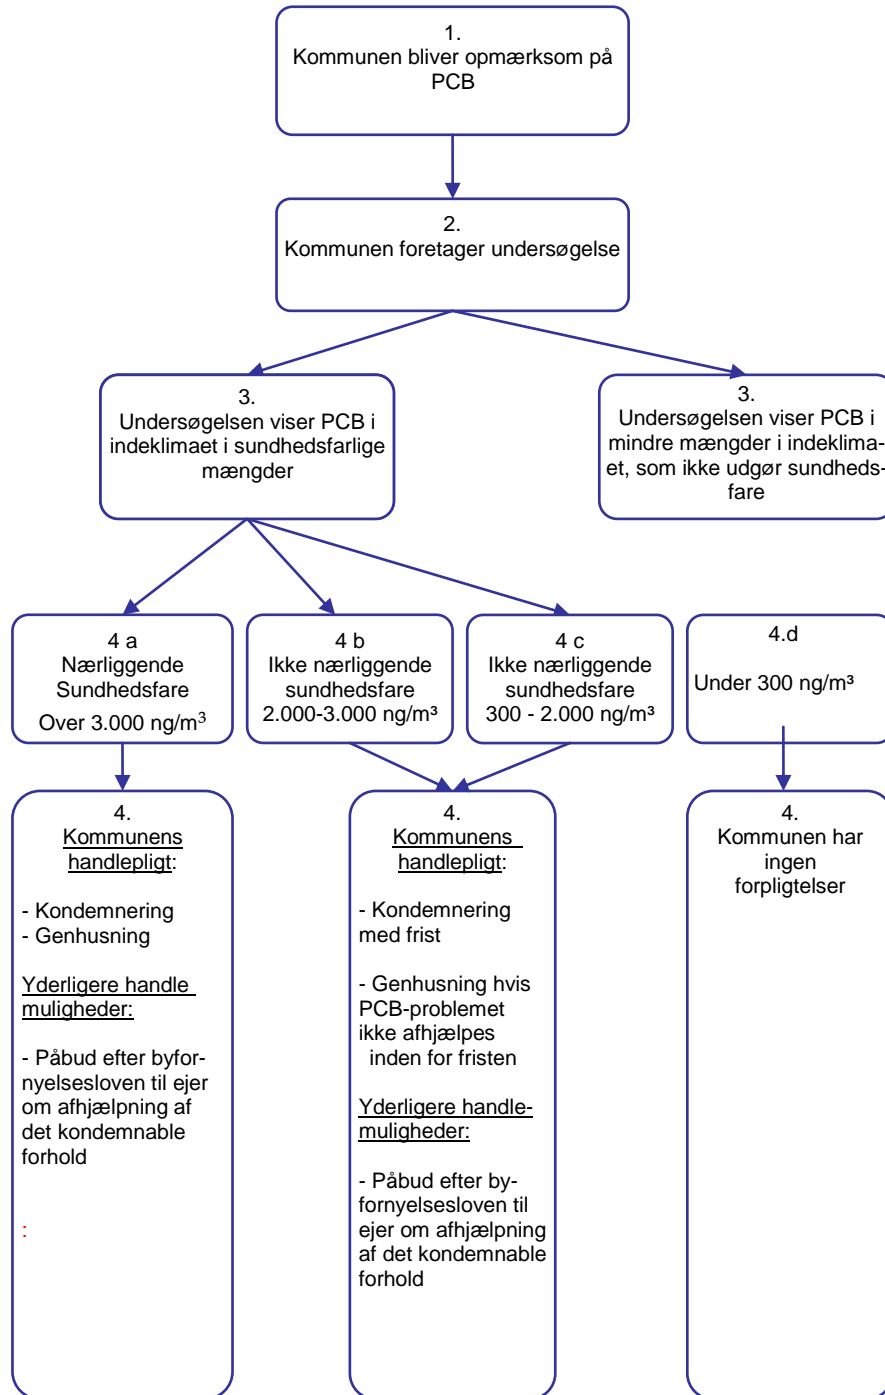 1.
Kommunen bliver opmærksom på
PCB
2.
Kommunen foretager undersøgelse
3.
Undersøgelsen viser PCB i
indeklimaet i sundhedsfarlige
mængder
3.
Undersøgelsen viser PCB i
mindre mængder i indeklima-
et, som ikke udgør sundheds-
fare
4 a
Nærliggende
Sundhedsfare
Over 3.000 ng/m³
4 b
Ikke nærliggende
sundhedsfare
2.000-3.000 ng/m³
4 c
Ikke nærliggende
sundhedsfare
300 - 2.000 ng/m³
4.d
Under 300 ng/m³
4.
Kommunens
handlepligt:
- Kondemnering
- Genhusning
Yderligere handle
muligheder:
- Påbud efter byfor-
nyelsesloven til ejer
om afhjælpning af
det kondemnable
forhold
:
4.
Kommunens
handlepligt:
- Kondemnering
med frist
- Genhusning hvis
PCB-problemet
ikke afhjælpes
inden for fristen
Yderligere handle-
muligheder:
- Påbud efter by-
fornyelsesloven til
ejer om afhjælpning
af det kondemnable
forhold
4.
Kommunen har
ingen
forpligtelser